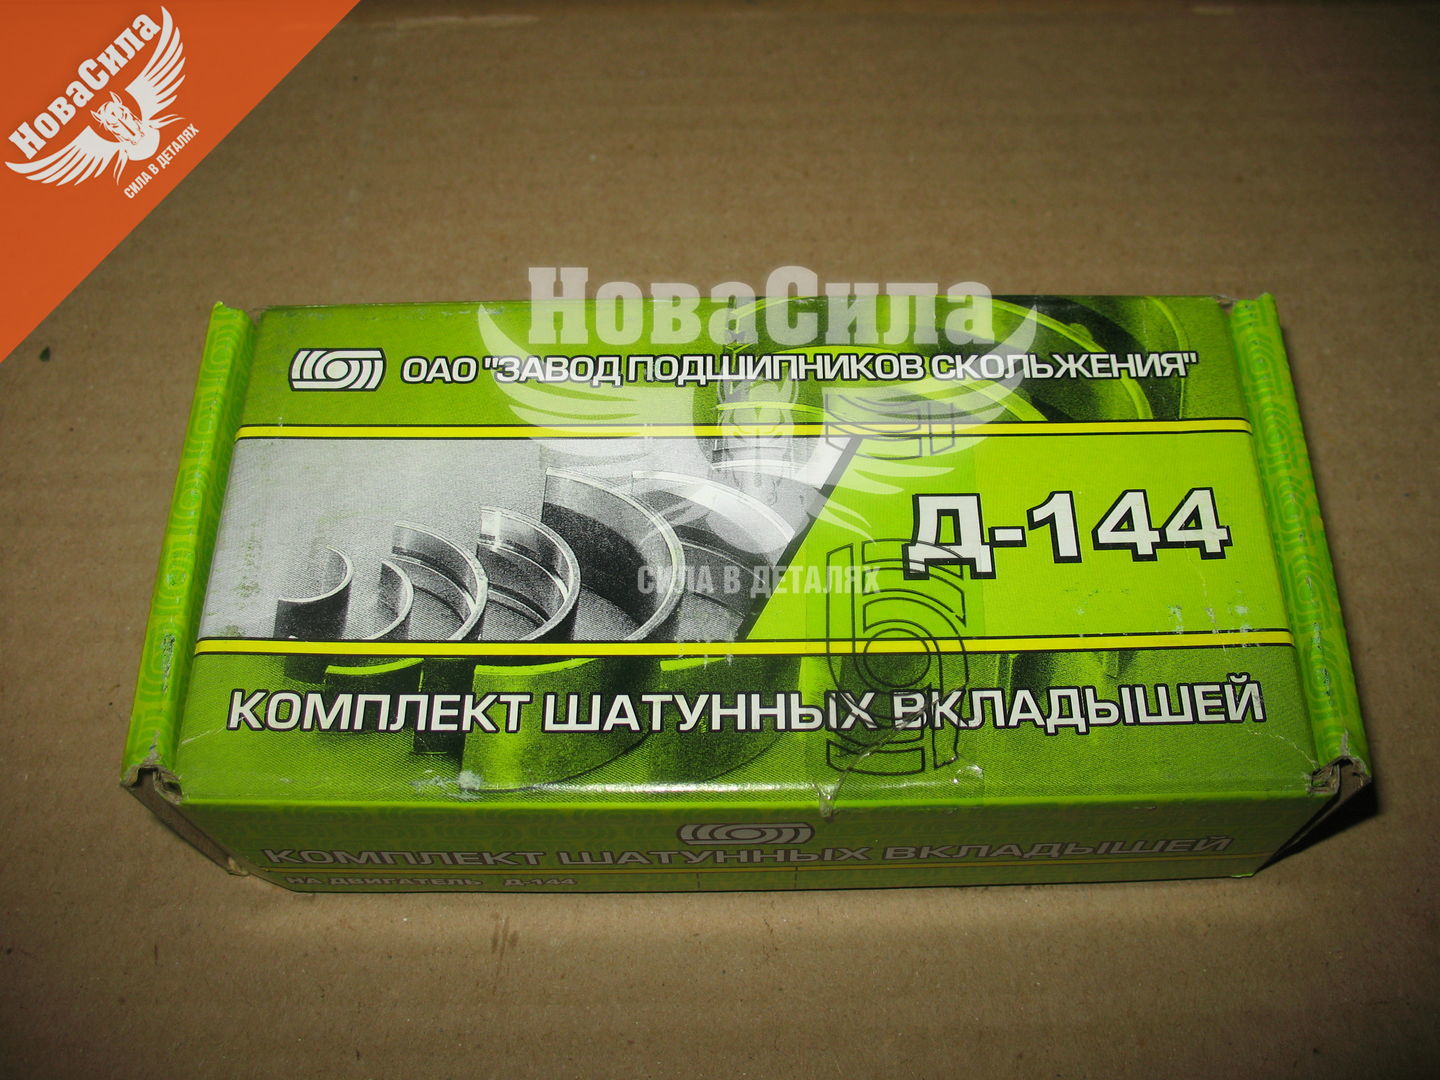 НоваСила
СИЛА В ДЕТАЛЯХ
НоваСила
ОАО "ЗАВОД ПОДШИПНИКОВ СКОЛЬЖЕНИЯ"
Д-144
СИЛА В ДЕТАЛЯХ
КОМПЛЕКТ ШАТУННЫХ ВКЛАДЫШЕЙ
КОМПЛЕКТ ШАТУННЫХ ВКЛАДЫШЕЙ
НА ДВИГАТЕЛЬ Д-144